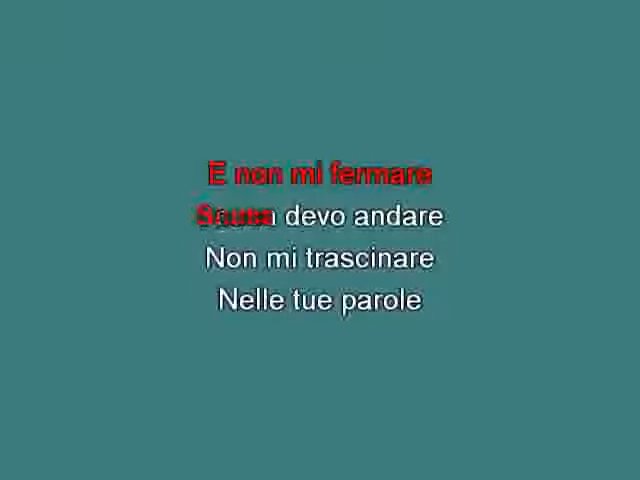 E non mi fermare
Scusa devo andare
Non mi trascinare
Nelle tue parole